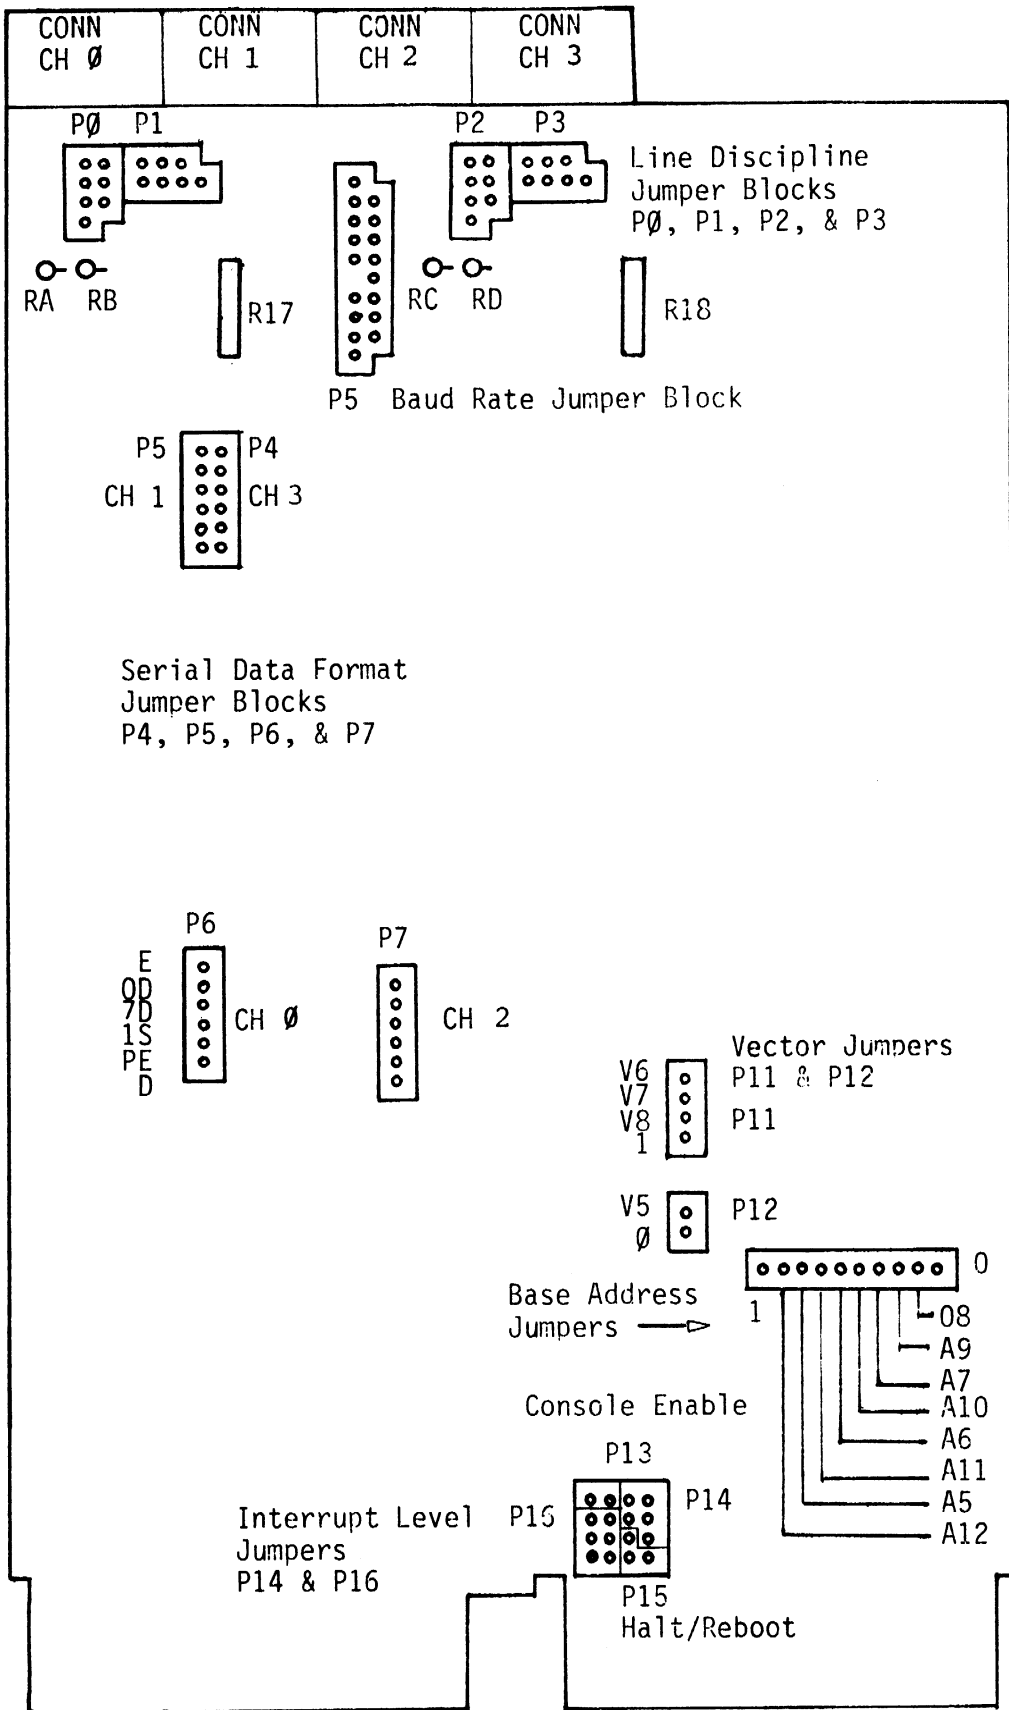 CONN CH Ø
CONN CH 1
CONN CH 2
CONN CH 3
PØ P1
P2 P3
Line Discipline
Jumper Blocks
PØ, P1, P2, & P3
RA RB
R17
RC RD
R18
P5 Baud Rate Jumper Block
P5 P4
CH 1 CH 3
Serial Data Format
Jumper Blocks
P4, P5, P6, & P7
P6
E
OD
7D
1S
PE
D
CH Ø
P7
CH 2
Vector Jumpers
P11 & P12
V6
V7
V8
1
P11
V5
Ø
P12
O
1
Base Address
Jumpers
O8
A9
A7
A10
A6
A11
A5
A12
Console Enable
P13
P14
P16
Interrupt Level
Jumpers
P14 & P16
P15
Halt/Reboot